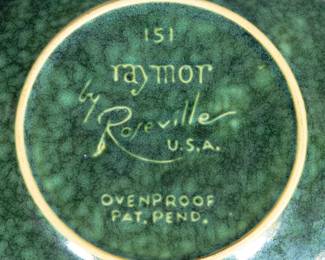 151
raymor
by Roseville
U.S.A.
OVENPROOF
PAT. PEND.